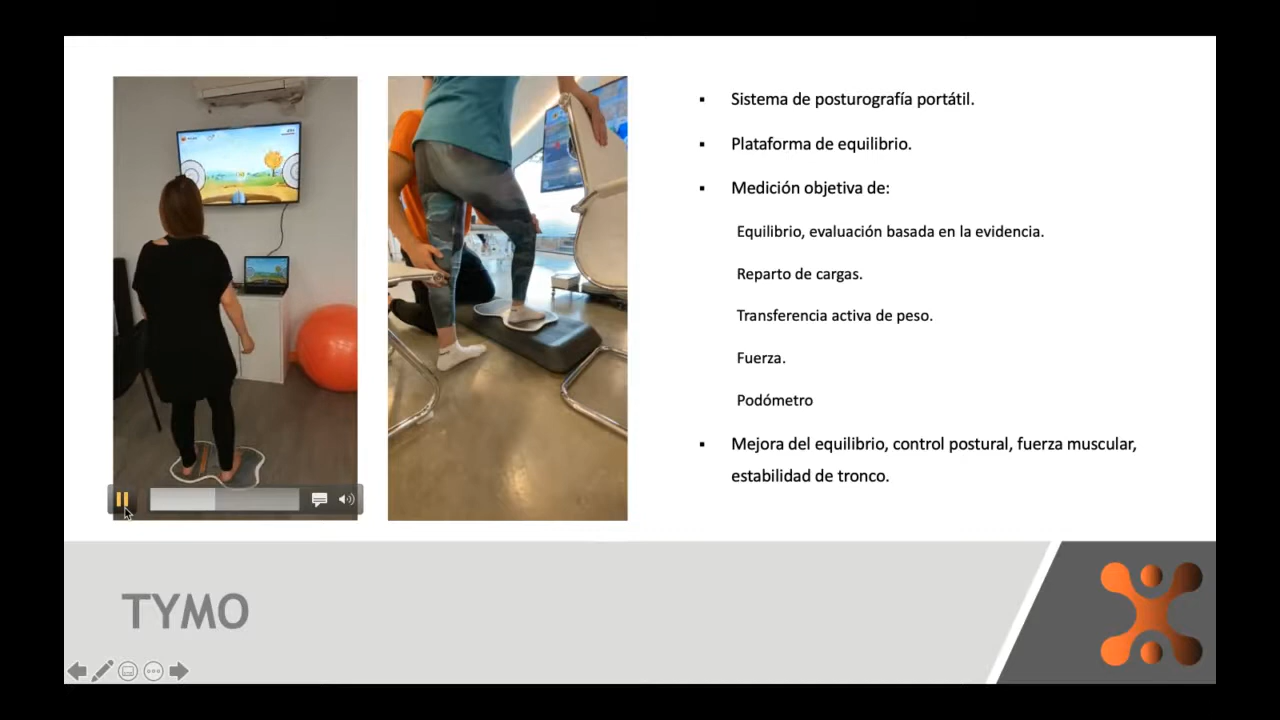 Sistema de posturografía portátil.
Plataforma de equilibrio.
Medición objetiva de:
Equilibrio, evaluación basada en la evidencia.
Reparto de cargas.
Transferencia activa de peso.
Fuerza.
Podómetro
Mejora del equilibrio, control postural, fuerza muscular,
estabilidad de tronco.
TYMO